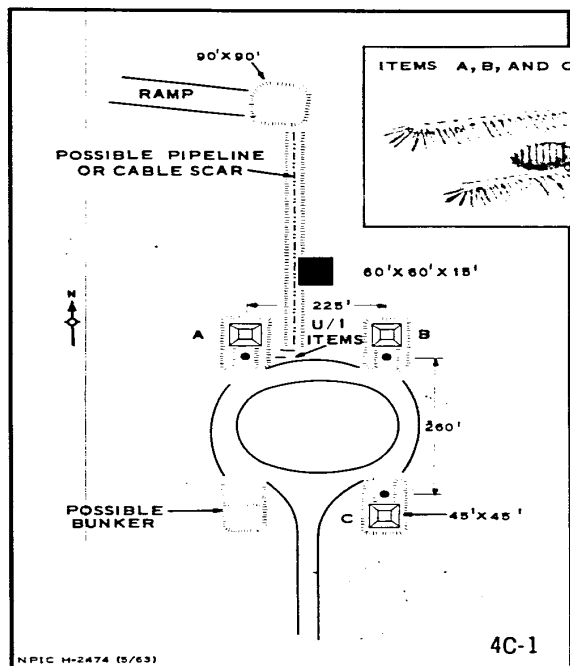 90'X90'
ITEMS A, B, AND
RAMP
POSSIBLE PIPELINE
OR CABLE SCAR
60'X60'X15'
N
225'
A
U/I
ITEMS
B
260'
POSSIBLE
BUNKER
C
45'X45'
NPIC H-2474 (5/63)
4C-1